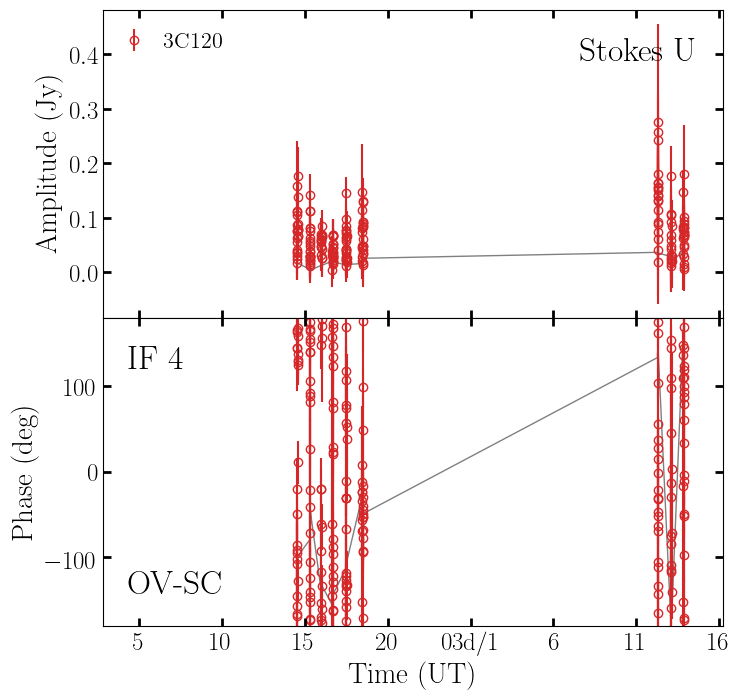 3C120
Stokes U
0.4
0.3
0.2
0.1
0.0
Amplitude (Jy)
IF 4
100
0
−100
Phase (deg)
OV-SC
5 10 15 20 03d/1 6 11 16
Time (UT)